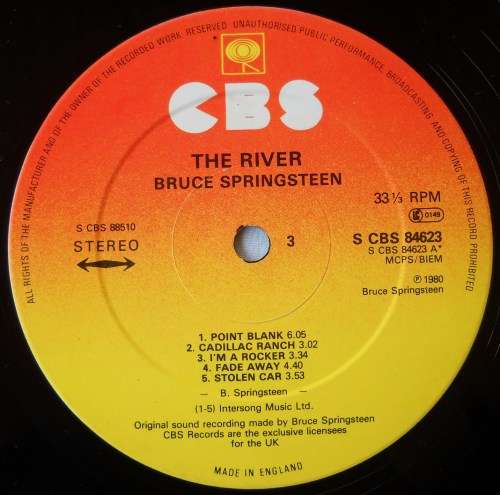 ALL RIGHTS OF THE MANUFACTURER AND OF THE OWNER OF THE RECORDED WORK RESERVED UNAUTHORISED PUBLIC PERFORMANCE, BROADCASTING AND COPYING OF THIS RECORD PROHIBITED
CBS
THE RIVER
BRUCE SPRINGSTEEN
33⅓ RPM
S CBS 88510
0149
STEREO
3
S CBS 84623
S CBS 84623 A*
MCPS/BIEM
℗ 1980
Bruce Springsteen
1. POINT BLANK 6.05
2. CADILLAC RANCH 3.02
3. I'M A ROCKER 3.34
4. FADE AWAY 4.40
5. STOLEN CAR 3.53
— B. Springsteen —
(1-5) Intersong Music Ltd.
Original sound recording made by Bruce Springsteen
CBS Records are the exclusive licensees
for the UK
MADE IN ENGLAND